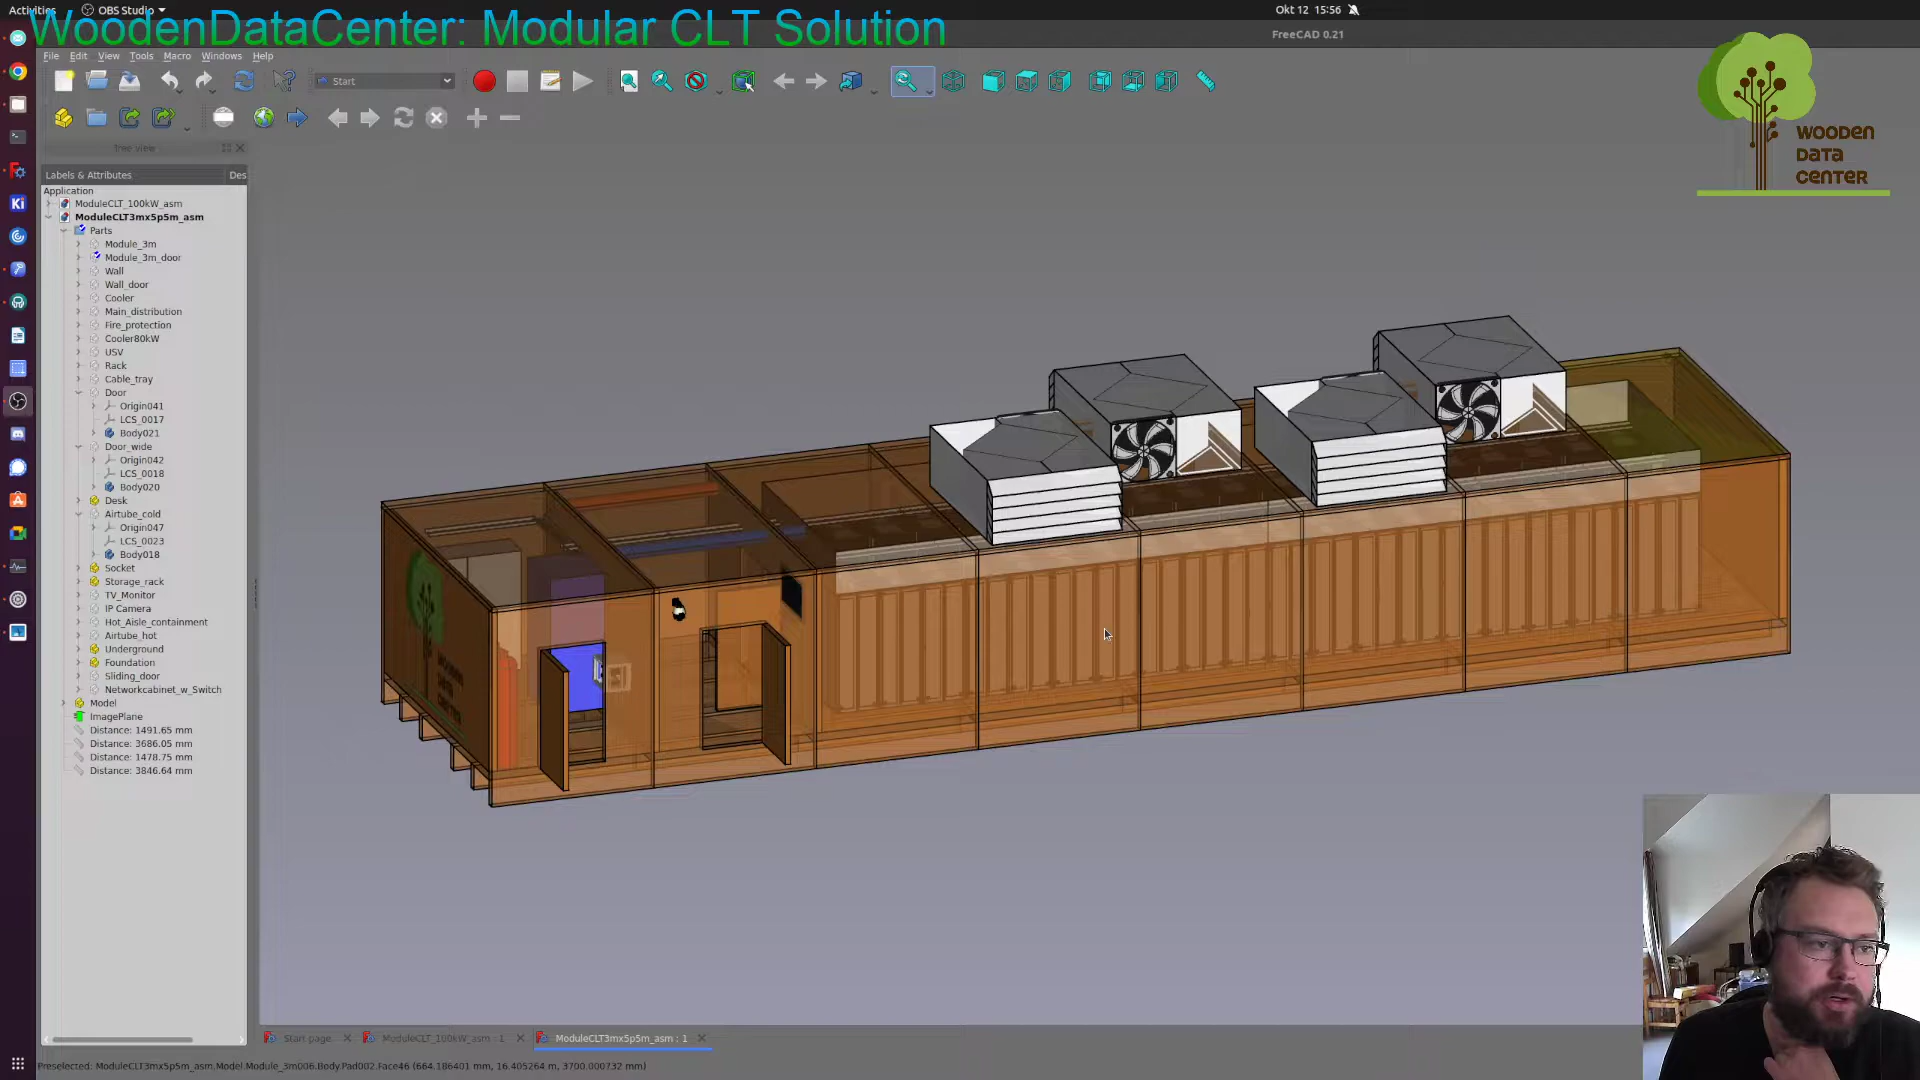 Activities
OBS Studio
Okt 12 15:56
WoodenDataCenter: Modular CLT Solution
FreeCAD 0.21
File Edit View Tools Macro Windows Help
Start
WOODEN
DATA
CENTER
Tree view
Labels & Attributes Des
Application
ModuleCLT_100kW_asm
ModuleCLT3mx5p5m_asm
Parts
Module_3m
Module_3m_door
Wall
Wall_door
Cooler
Main_distribution
Fire_protection
Cooler80kW
USV
Rack
Cable_tray
Door
Origin041
LCS_0017
Body021
Door_wide
Origin042
LCS_0018
Body020
Desk
Airtube_cold
Origin047
LCS_0023
Body018
Socket
Storage_rack
TV_Monitor
IP Camera
Hot_Aisle_containment
Airtube_hot
Underground
Foundation
Sliding_door
Networkcabinet_w_Switch
Model
ImagePlane
Distance: 1491.65 mm
Distance: 3686.05 mm
Distance: 1478.75 mm
Distance: 3846.64 mm
Ki
Start page
ModuleCLT_100kW_asm : 1
ModuleCLT3mx5p5m_asm : 1
Preselected: ModuleCLT3mx5p5m_asm.Model.Module_3m006.Body.Pad002.Face46 (664.186401 mm, 16.405264 m, 3700.000732 mm)